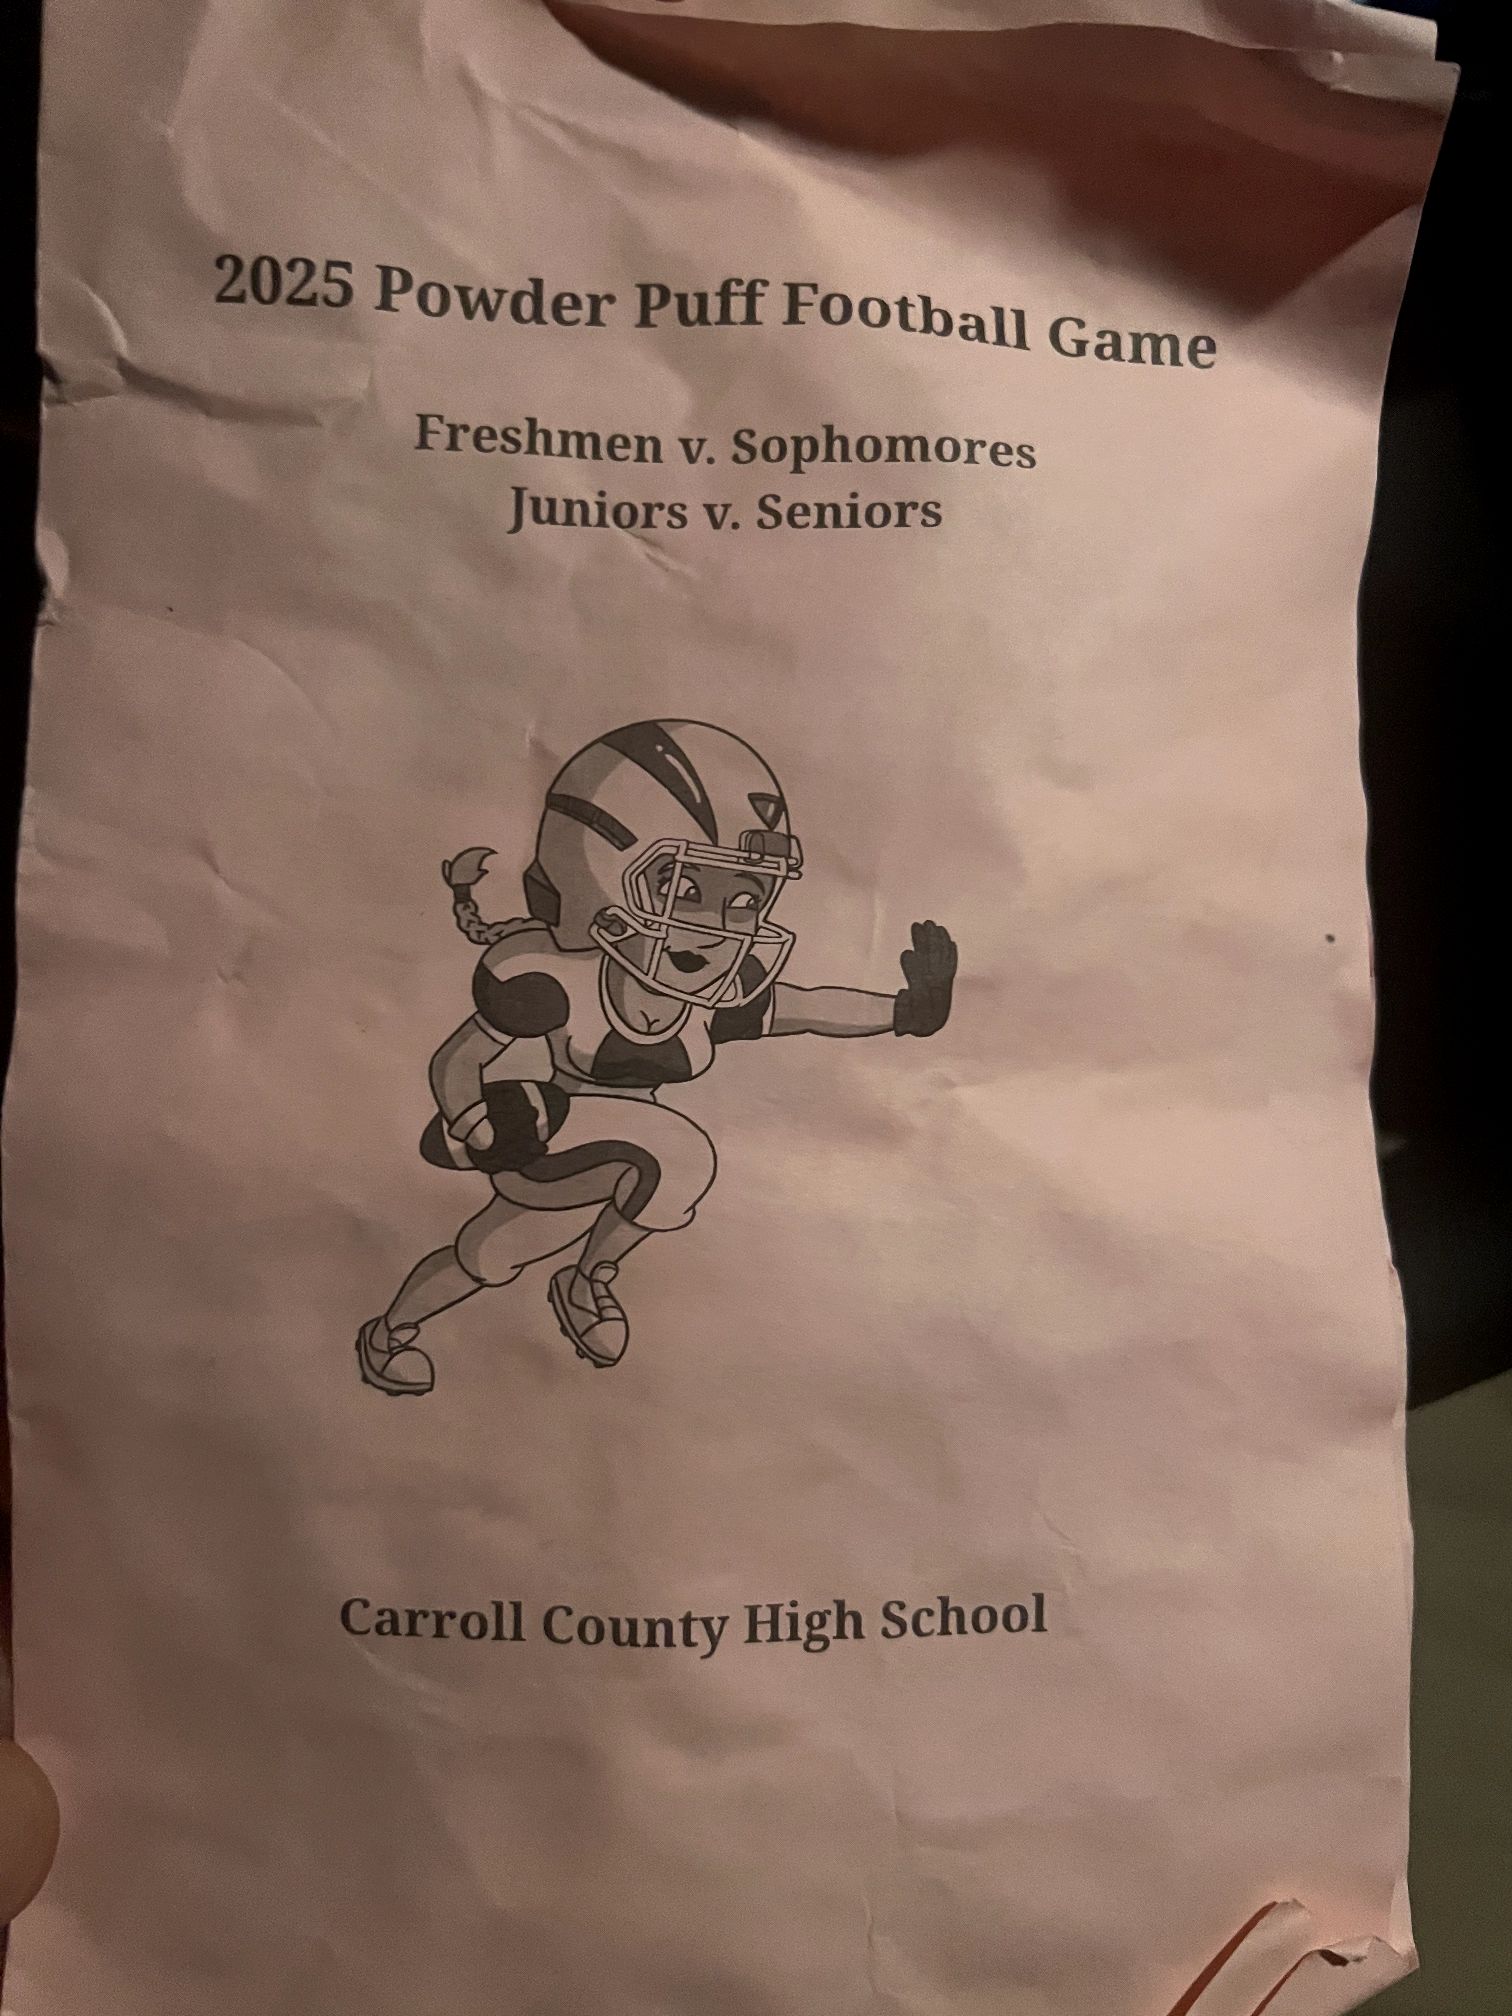 2025 Powder Puff Football Game
Freshmen v. Sophomores
Juniors v. Seniors
Carroll County High School